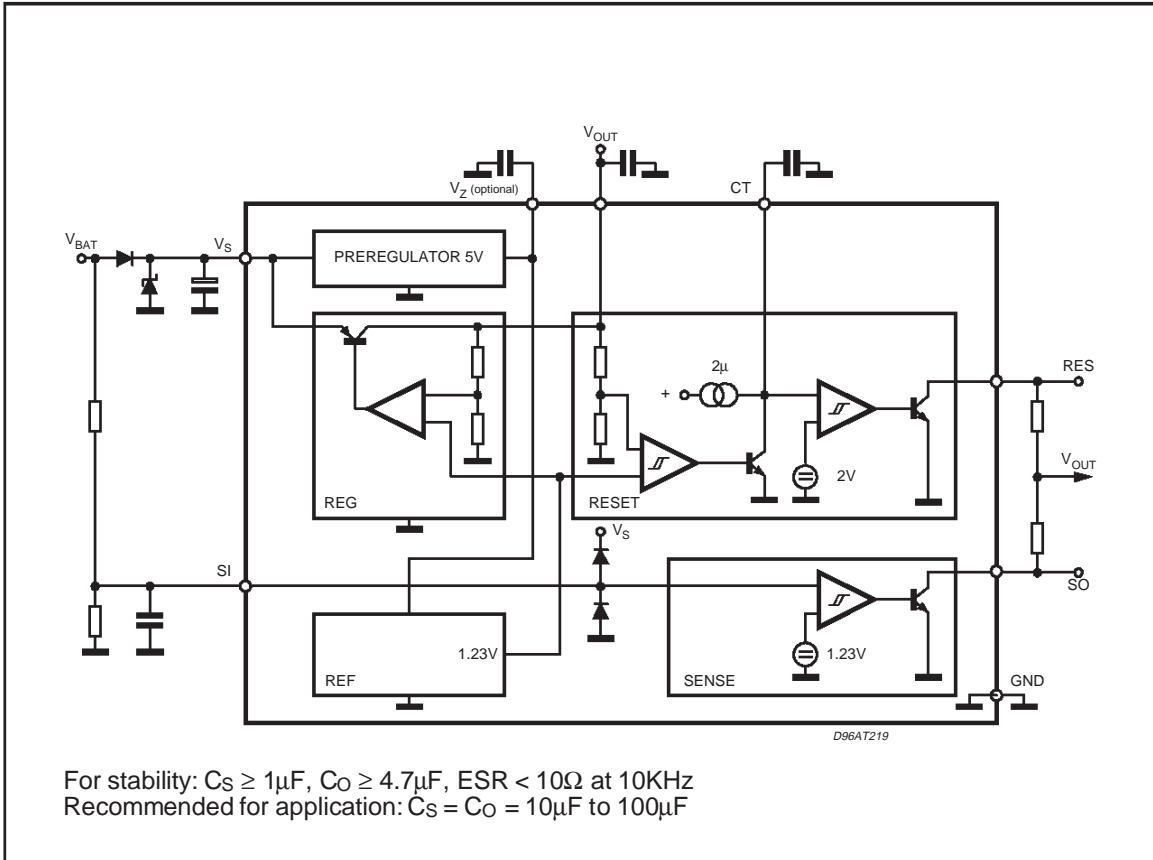 V_OUT
V_Z (optional)
CT
V_BAT
V_S
PREREGULATOR 5V
2μ
RES
+
2V
V_OUT
REG
RESET
V_S
SI
SO
1.23V
1.23V
REF
SENSE
GND
D96AT219
For stability: C_S ≥ 1μF, C_O ≥ 4.7μF, ESR < 10Ω at 10KHz
Recommended for application: C_S = C_O = 10μF to 100μF